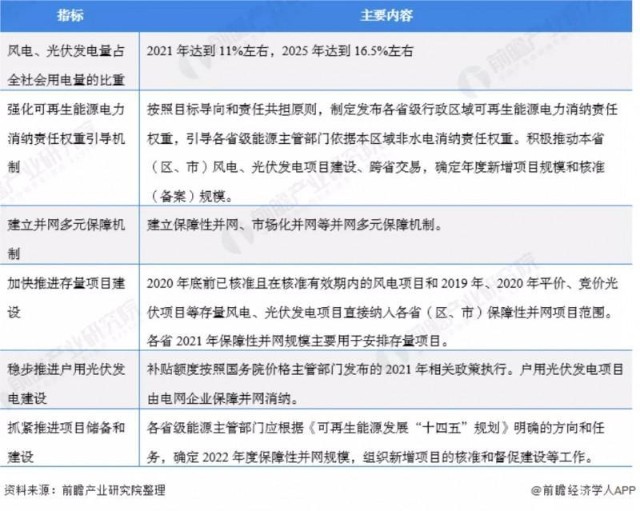 指标 主要内容
风电、光伏发电量占
全社会用电量的比重
2021 年达到 11%左右，2025 年达到 16.5%左右
强化可再生能源电力
消纳责任权重引导机
制
按照目标导向和责任共担原则，制定发布各省级行政区域可再生能源电力消纳责任
权重，引导各省级能源主管部门依据本区域非水电消纳责任权重。积极推动本省
（区、市）风电、光伏发电项目建设、跨省交易，确定年度新增项目规模和核准
（备案）规模。
建立并网多元保障机
制
建立保障性并网、市场化并网等并网多元保障机制。
加快推进存量项目建
设
2020 年底前已核准且在核准有效期内的风电项目和 2019 年、2020 年平价、竞价光
伏项目等存量风电、光伏发电项目直接纳入各省（区、市）保障性并网项目范围。
各省 2021 年保障性并网规模主要用于安排存量项目。
稳步推进户用光伏发
电建设
补贴额度按照国务院价格主管部门发布的 2021 年相关政策执行。户用光伏发电项目
由电网企业保障并网消纳。
抓紧推进项目储备和
建设
各省级能源主管部门应根据《可再生能源发展“十四五”规划》明确的方向和任
务，确定 2022 年度保障性并网规模，组织新增项目的核准和督促建设等工作。
资料来源：前瞻产业研究院整理 @前瞻经济学人APP
前瞻产业研究院